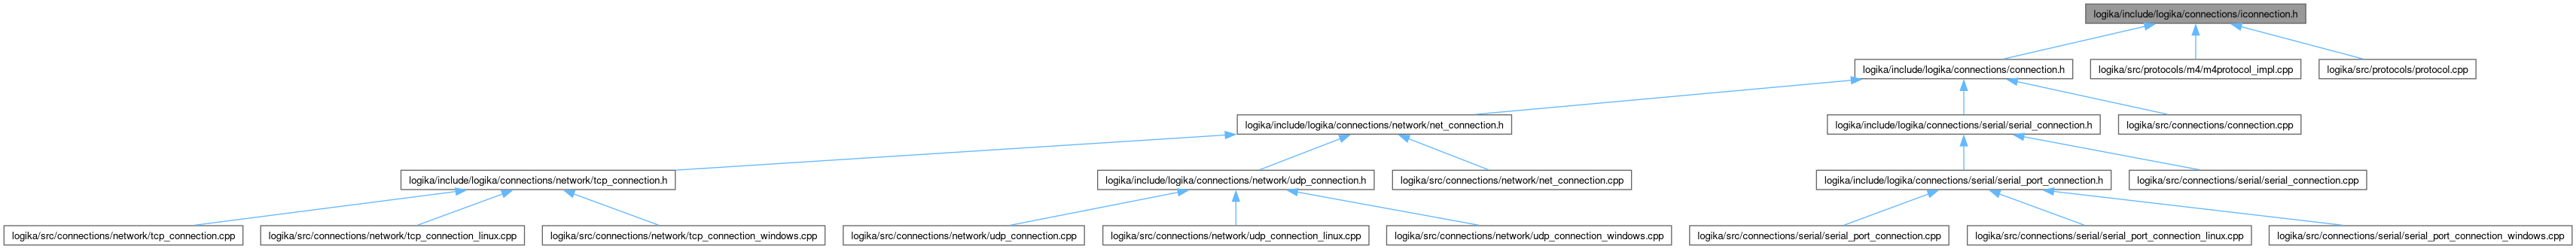 logika/include/logika/connections/iconnection.h
logika/include/logika/connections/connection.h
logika/src/protocols/m4/m4protocol_impl.cpp
logika/src/protocols/protocol.cpp
logika/include/logika/connections/network/net_connection.h
logika/include/logika/connections/serial/serial_connection.h
logika/src/connections/connection.cpp
logika/include/logika/connections/network/tcp_connection.h
logika/include/logika/connections/network/udp_connection.h
logika/src/connections/network/net_connection.cpp
logika/include/logika/connections/serial/serial_port_connection.h
logika/src/connections/serial/serial_connection.cpp
logika/src/connections/network/tcp_connection.cpp
logika/src/connections/network/tcp_connection_linux.cpp
logika/src/connections/network/tcp_connection_windows.cpp
logika/src/connections/network/udp_connection.cpp
logika/src/connections/network/udp_connection_linux.cpp
logika/src/connections/network/udp_connection_windows.cpp
logika/src/connections/serial/serial_port_connection.cpp
logika/src/connections/serial/serial_port_connection_linux.cpp
logika/src/connections/serial/serial_port_connection_windows.cpp